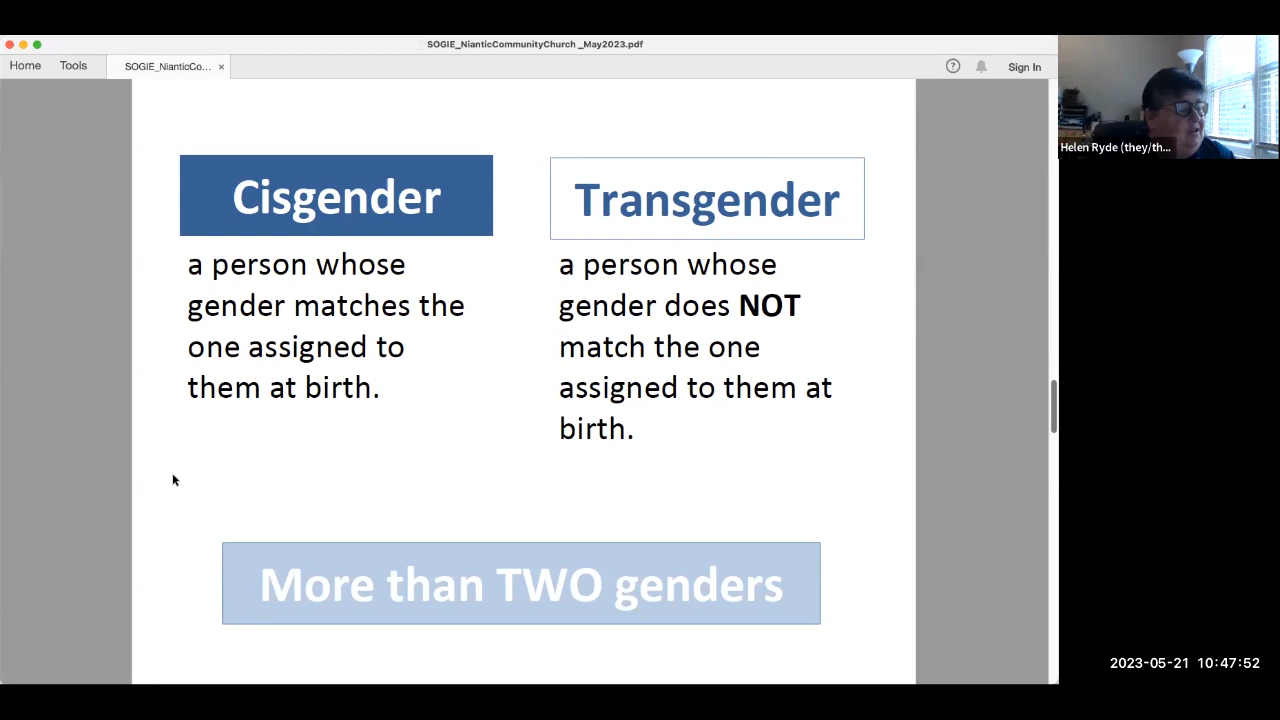 SOGIE_NianticCommunityChurch _May2023.pdf
Home Tools SOGIE_NianticCo... × ? Sign In
Helen Ryde (they/th...
Cisgender
a person whose
gender matches the
one assigned to
them at birth.
Transgender
a person whose
gender does NOT
match the one
assigned to them at
birth.
More than TWO genders
2023-05-21 10:47:52